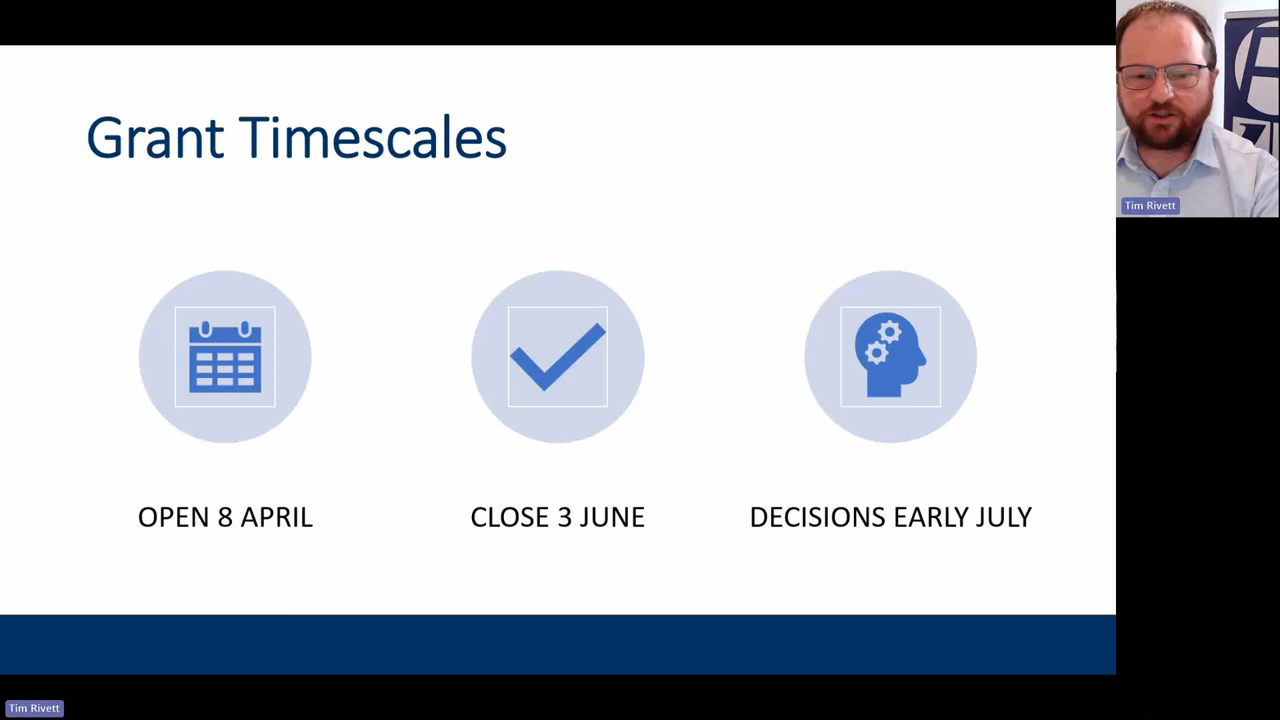 Grant Timescales
OPEN 8 APRIL
CLOSE 3 JUNE
DECISIONS EARLY JULY
Tim Rivett
Tim Rivett